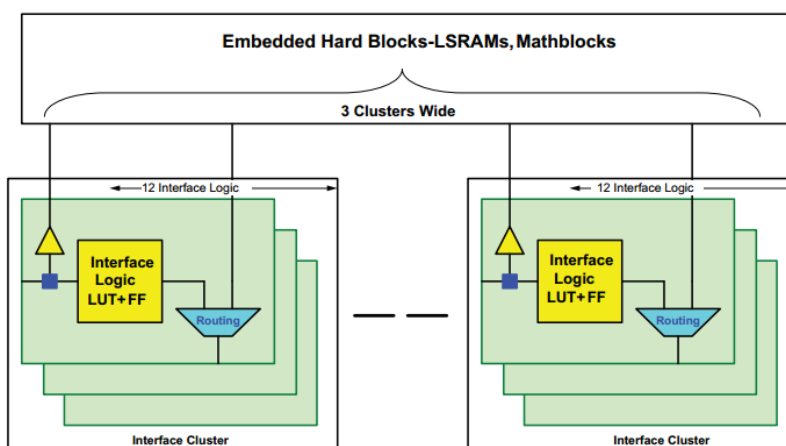 Embedded Hard Blocks-LSRAMs, Mathblocks
3 Clusters Wide
12 Interface Logic
Interface
Logic
LUT+FF
Routing
Interface Cluster
12 Interface Logic
Interface
Logic
LUT+FF
Routing
Interface Cluster